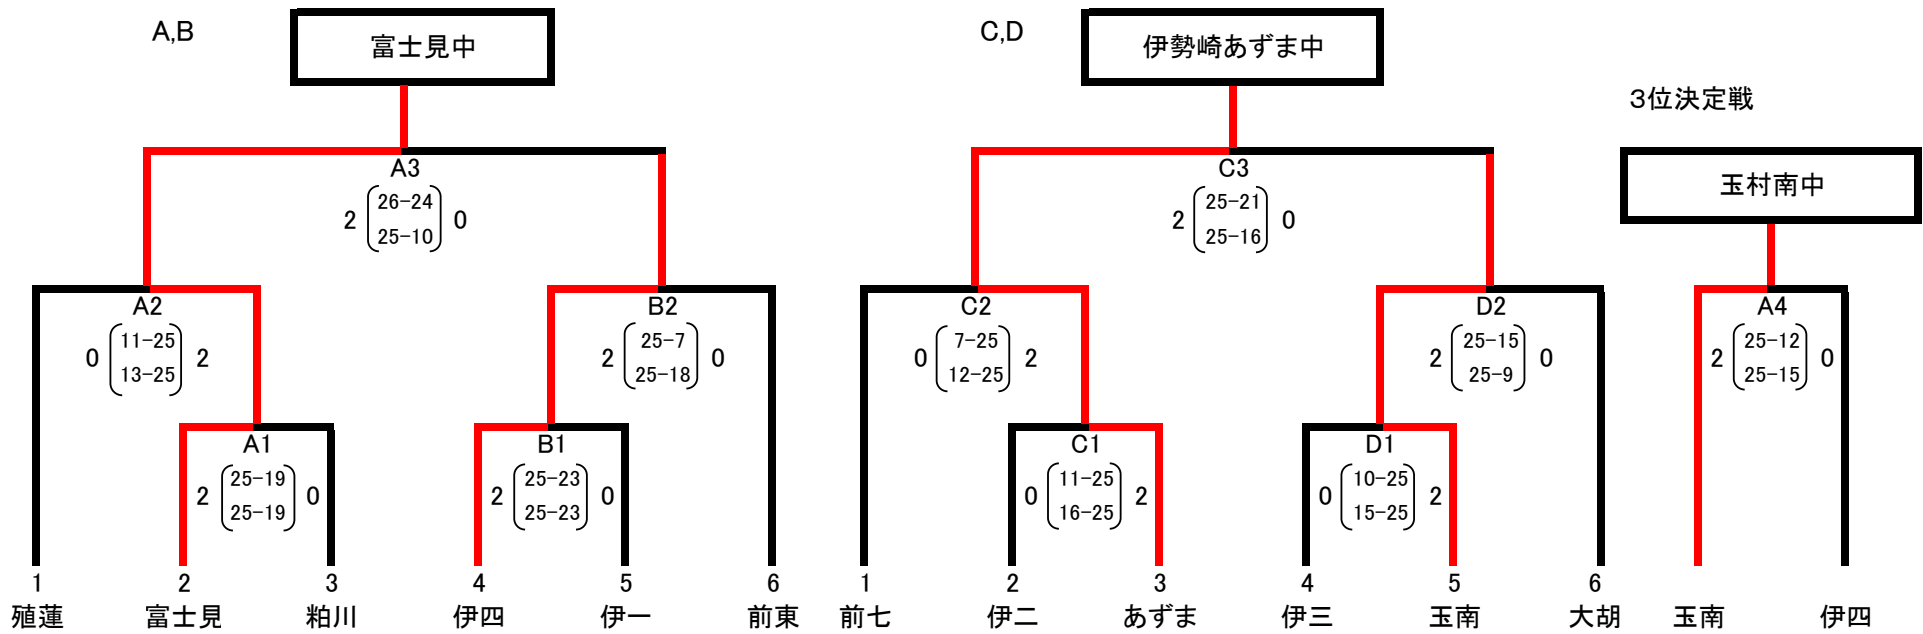 A,B
富士見中
A3
26−24
2 0
25−10
A2
11−25
0 2
13−25
B2
25−7
2 0
25−18
A1
25−19
2 0
25−19
B1
25−23
2 0
25−23
1 2 3 4 5 6
殖蓮 富士見 粕川 伊四 伊一 前東
C,D
伊勢崎あずま中
C3
25−21
2 0
25−16
C2
7−25
0 2
12−25
D2
25−15
2 0
25−9
C1
11−25
0 2
16−25
D1
10−25
0 2
15−25
1 2 3 4 5 6
前七 伊二 あずま 伊三 玉南 大胡
3位決定戦
玉村南中
A4
25−12
2 0
25−15
玉南 伊四